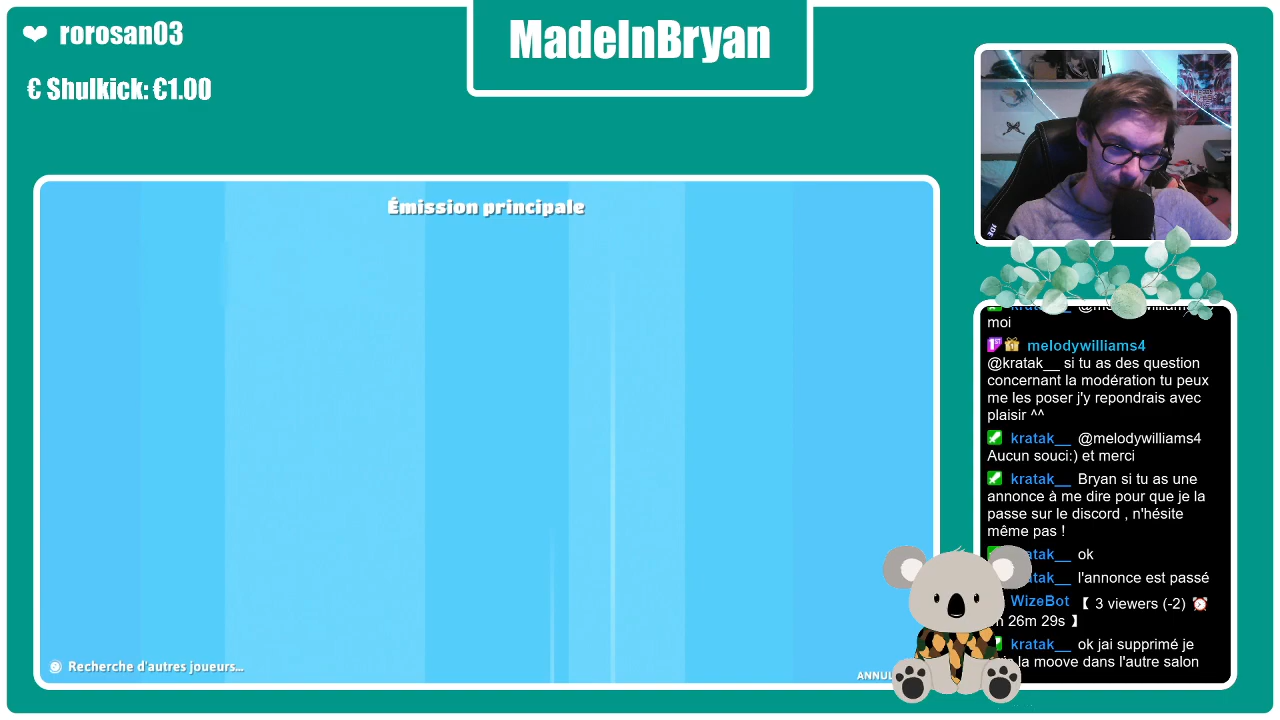 ❤ rorosan03
€ Shulkick: €1.00
MadeInBryan
Émission principale
Recherche d'autres joueurs...
moi
melodywilliams4
@kratak__ si tu as des question
concernant la modération tu peux
me les poser j'y repondrais avec
plaisir ^^
kratak__ @melodywilliams4
Aucun souci:) et merci
kratak__ Bryan si tu as une
annonce à me dire pour que je la
passe sur le discord , n'hésite
même pas !
ok
l'annonce est passé
WizeBot 【 3 viewers (-2) ⏰
26m 29s 】
kratak__ ok jai supprimé je
la moove dans l'autre salon